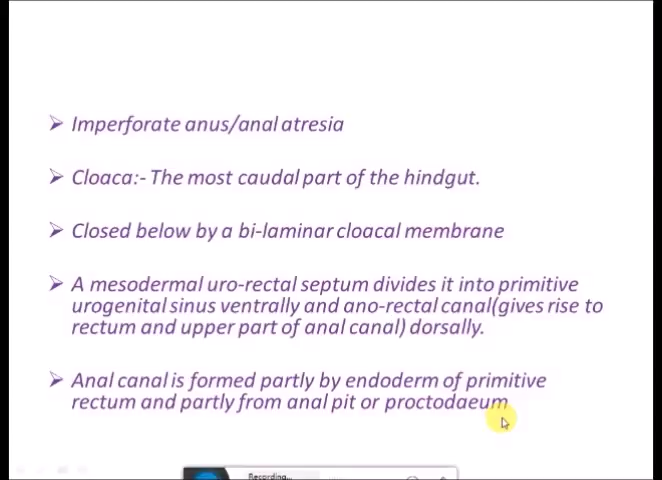 Imperforate anus/anal atresia
Cloaca:- The most caudal part of the hindgut.
Closed below by a bi-laminar cloacal membrane
A mesodermal uro-rectal septum divides it into primitive
urogenital sinus ventrally and ano-rectal canal(gives rise to
rectum and upper part of anal canal) dorsally.
Anal canal is formed partly by endoderm of primitive
rectum and partly from anal pit or proctodaeum
Recording...